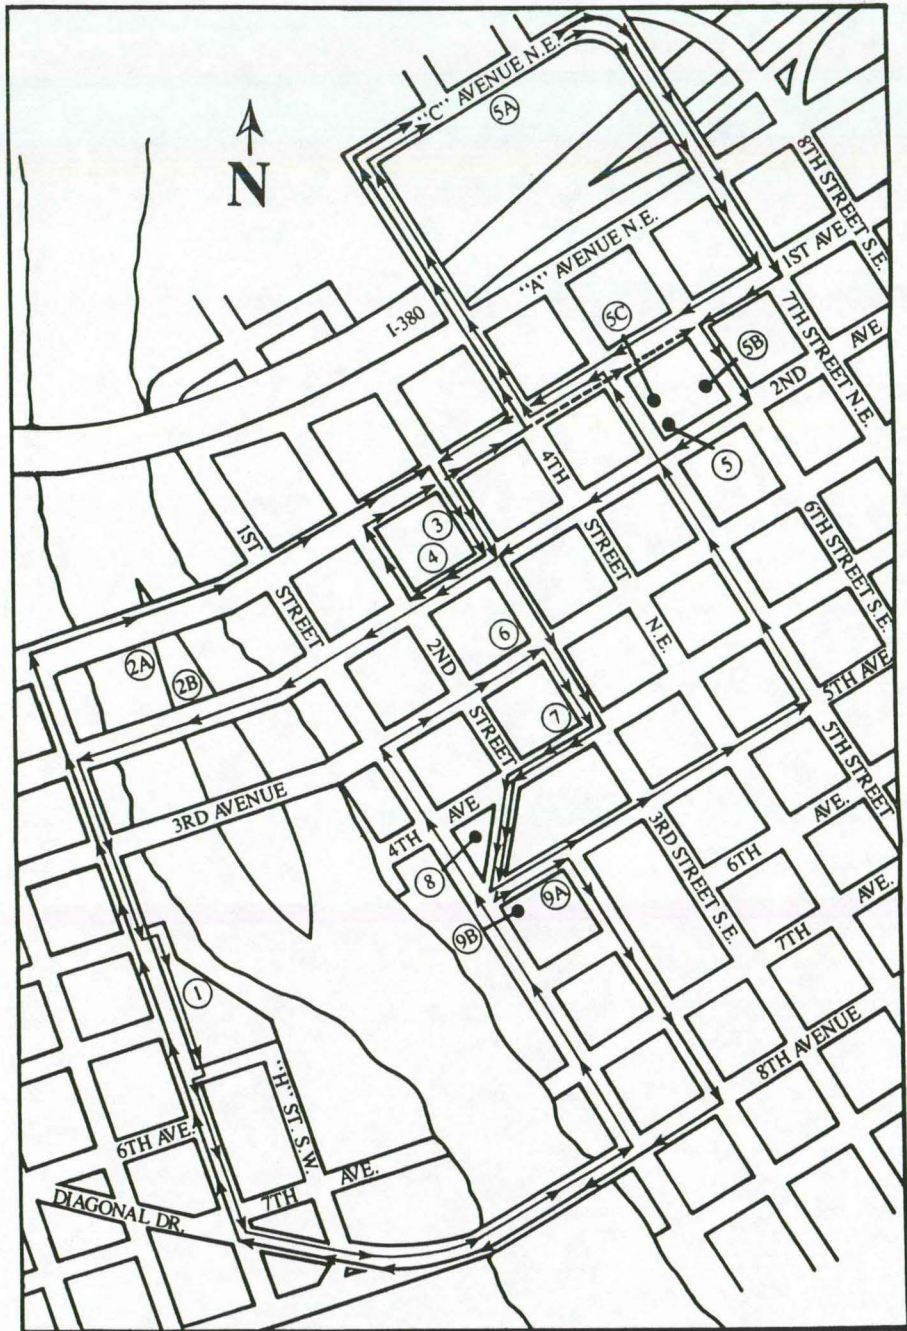 "C" AVENUE N.E.
5A
N
8TH STREET S.E.
"A" AVENUE N.E.
1ST AVE.
I-380
5C
7TH STREET N.E.
AVE
5B
2ND
4TH
5
1ST
3
4
6TH STREET S.E.
STREET
STREET
N.E.
2A
2B
2ND
6
5TH AVE
STREET
7
5TH STREET
3RD AVENUE
4TH
AVE
3RD STREET S.E.
6TH
AVE.
8
9A
9B
7TH
AVE.
1
8TH AVENUE
"H" ST. S.W.
6TH AVE.
7TH
AVE.
DIAGONAL DR.